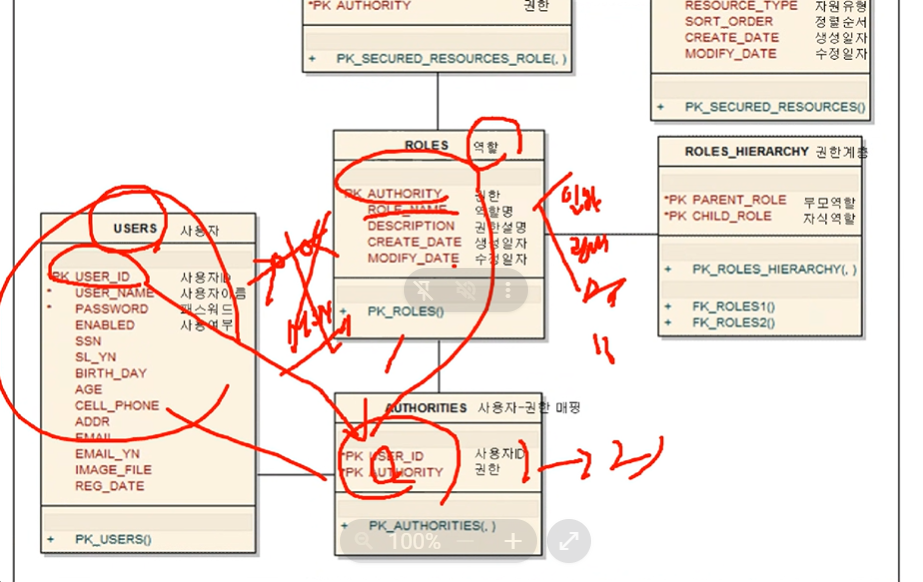 *PK AUTHORITY 권한
+ PK_SECURED_RESOURCES_ROLE(, )
RESOURCE_TYPE 자원유형
SORT_ORDER 정렬순서
CREATE_DATE 생성일자
MODIFY_DATE 수정일자
+ PK_SECURED_RESOURCES()
ROLES 역할
PK AUTHORITY 권한
ROLE_NAME 역할명
DESCRIPTION 권한설명
CREATE_DATE 생성일자
MODIFY_DATE 수정일자
+ PK_ROLES()
ROLES_HIERARCHY 권한계층
*PK PARENT_ROLE 부모역할
*PK CHILD_ROLE 자식역할
+ PK_ROLES_HIERARCHY(, )
+ FK_ROLES1()
+ FK_ROLES2()
USERS 사용자
*PK USER_ID 사용자ID
* USER_NAME 사용자이름
* PASSWORD 패스워드
ENABLED 사용여부
SSN
SL_YN
BIRTH_DAY
AGE
CELL_PHONE
ADDR
EMAIL
EMAIL_YN
IMAGE_FILE
REG_DATE
+ PK_USERS()
AUTHORITIES 사용자-권한 매핑
*PK USER_ID 사용자ID
*PK AUTHORITY 권한
+ PK_AUTHORITIES(, )
100%